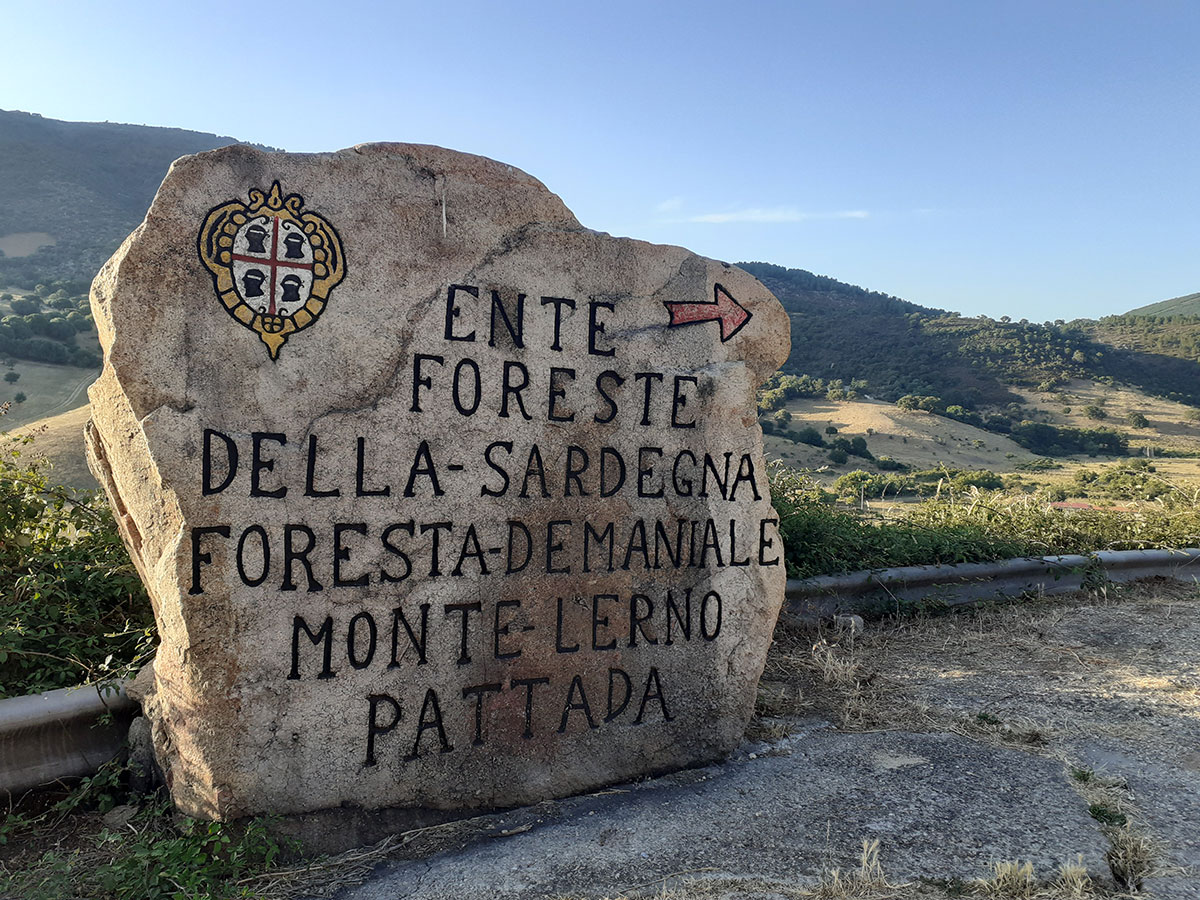 ENTE
FORESTE
DELLA-SARDEGNA
FORESTA-DEMANIALE
MONTE-LERNO
PATTADA